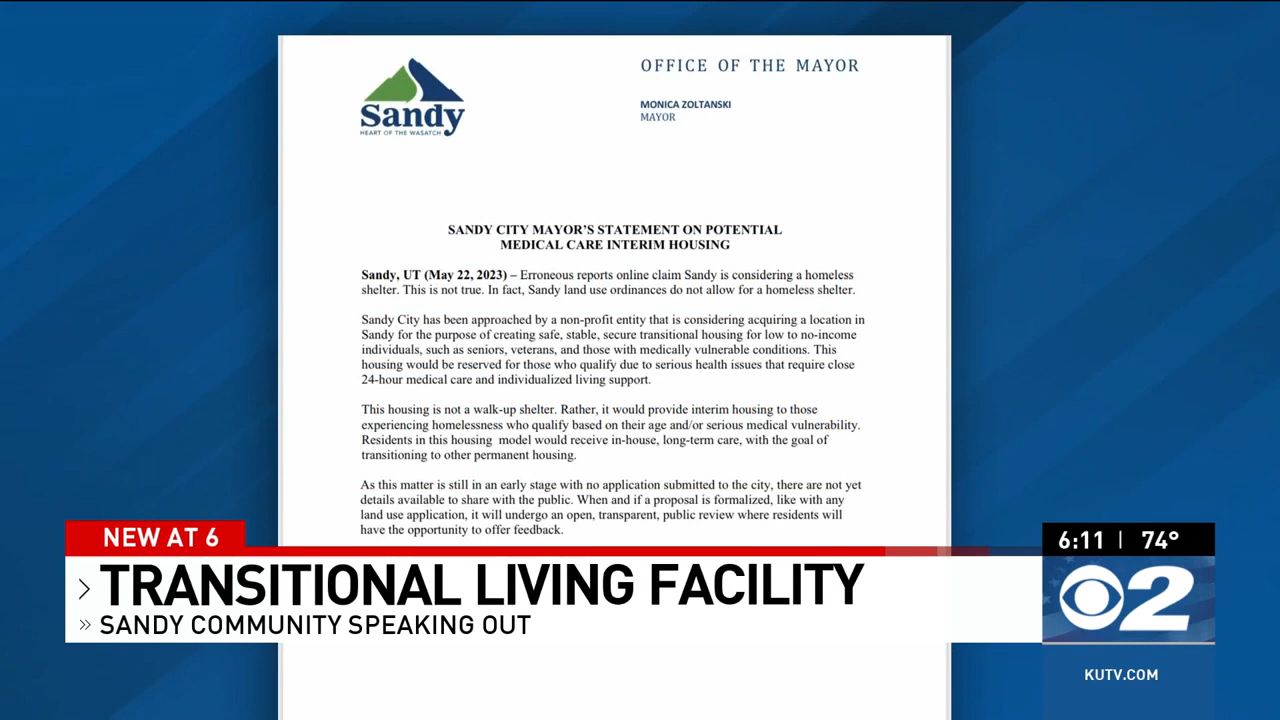 Sandy
HEART OF THE WASATCH
OFFICE OF THE MAYOR
MONICA ZOLTANSKI
MAYOR
SANDY CITY MAYOR'S STATEMENT ON POTENTIAL
MEDICAL CARE INTERIM HOUSING
Sandy, UT (May 22, 2023) – Erroneous reports online claim Sandy is considering a homeless
shelter. This is not true. In fact, Sandy land use ordinances do not allow for a homeless shelter.
Sandy City has been approached by a non-profit entity that is considering acquiring a location in
Sandy for the purpose of creating safe, stable, secure transitional housing for low to no-income
individuals, such as seniors, veterans, and those with medically vulnerable conditions. This
housing would be reserved for those who qualify due to serious health issues that require close
24-hour medical care and individualized living support.
This housing is not a walk-up shelter. Rather, it would provide interim housing to those
experiencing homelessness who qualify based on their age and/or serious medical vulnerability.
Residents in this housing model would receive in-house, long-term care, with the goal of
transitioning to other permanent housing.
As this matter is still in an early stage with no application submitted to the city, there are not yet
details available to share with the public. When and if a proposal is formalized, like with any
land use application, it will undergo an open, transparent, public review where residents will
have the opportunity to offer feedback.
NEW AT 6
TRANSITIONAL LIVING FACILITY
SANDY COMMUNITY SPEAKING OUT
6:11 | 74°
2
KUTV.COM